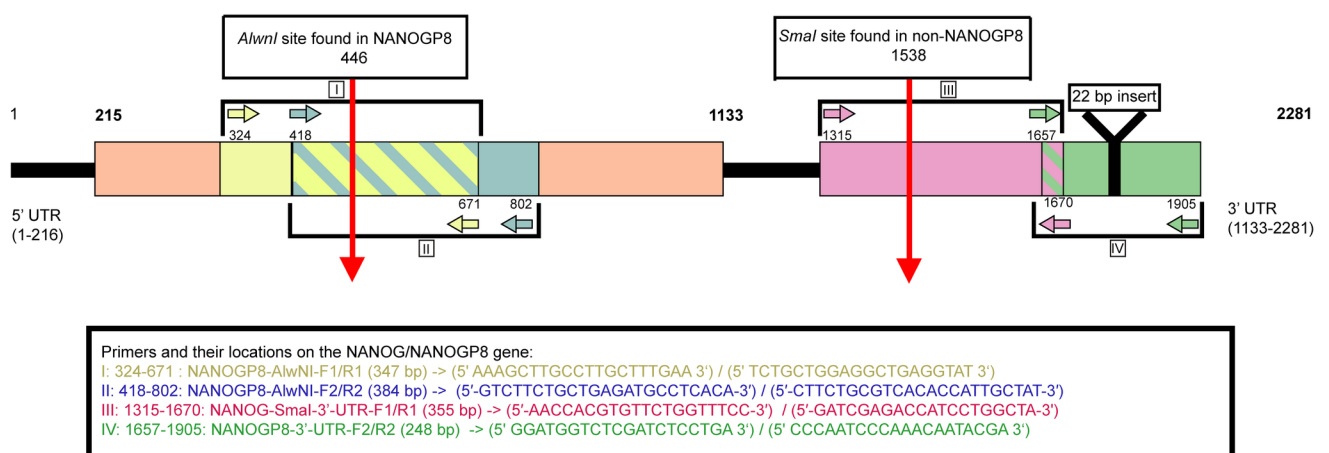 AlwnI site found in NANOGP8
446
SmaI site found in non-NANOGP8
1538
I
III
22 bp insert
1
215
1133
2281
324
418
1315
1657
671
802
1670
1905
5' UTR
(1-216)
3' UTR
(1133-2281)
II
IV
Primers and their locations on the NANOG/NANOGP8 gene:
I: 324-671 : NANOGP8-AlwNI-F1/R1 (347 bp) -> (5' AAAGCTTGCCTTGCTTTGAA 3') / (5' TCTGCTGGAGGCTGAGGTAT 3')
II: 418-802: NANOGP8-AlwNI-F2/R2 (384 bp) -> (5'-GTCTTCTGCTGAGATGCCTCACA-3') / (5'-CTTCTGCGTCACACCATTGCTAT-3')
III: 1315-1670: NANOG-SmaI-3'-UTR-F1/R1 (355 bp) -> (5'-AACCACGTGTTCTGGTTTCC-3') / (5'-GATCGAGACCATCCTGGCTA-3')
IV: 1657-1905: NANOGP8-3'-UTR-F2/R2 (248 bp) -> (5' GGATGGTCTCGATCTCCTGA 3') / (5' CCCAATCCCAAACAATACGA 3')